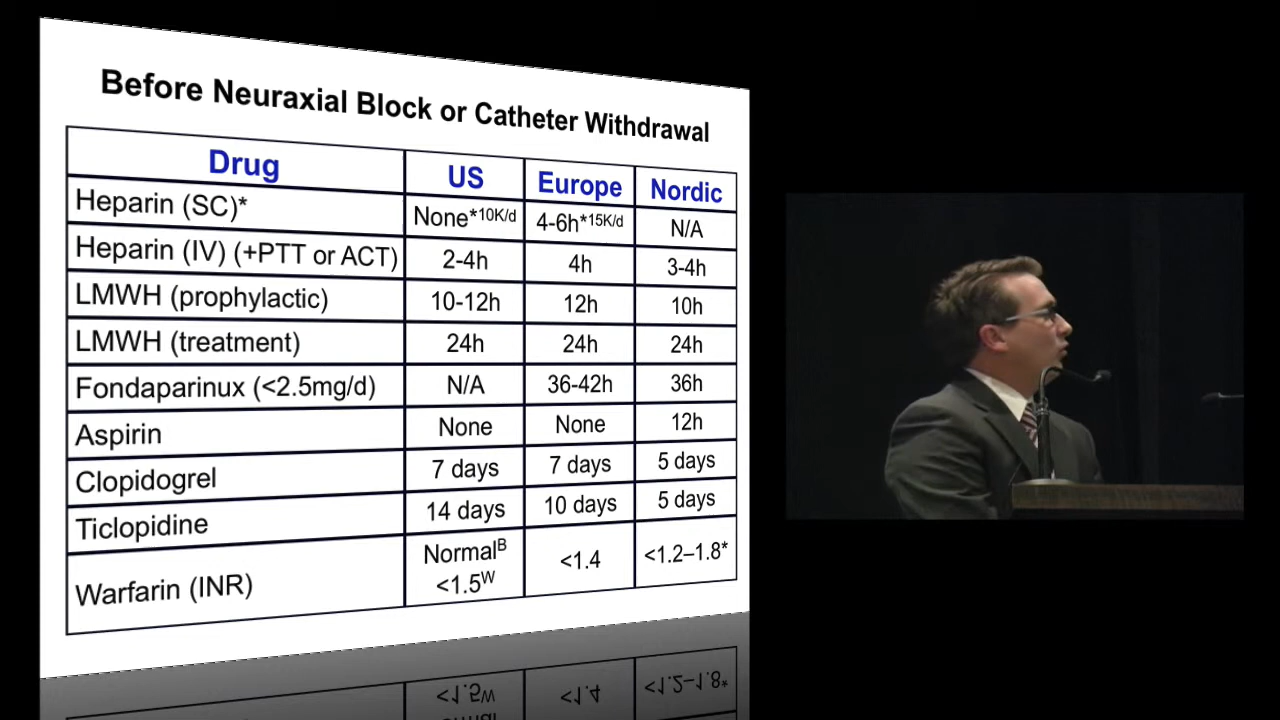 Before Neuraxial Block or Catheter Withdrawal
Drug US Europe Nordic
Heparin (SC)* None*10K/d 4-6h*15K/d N/A
Heparin (IV) (+PTT or ACT) 2-4h 4h 3-4h
LMWH (prophylactic) 10-12h 12h 10h
LMWH (treatment) 24h 24h 24h
Fondaparinux (<2.5mg/d) N/A 36-42h 36h
Aspirin None None 12h
Clopidogrel 7 days 7 days 5 days
Ticlopidine 14 days 10 days 5 days
Warfarin (INR) NormalB <1.5W <1.4 <1.2–1.8*